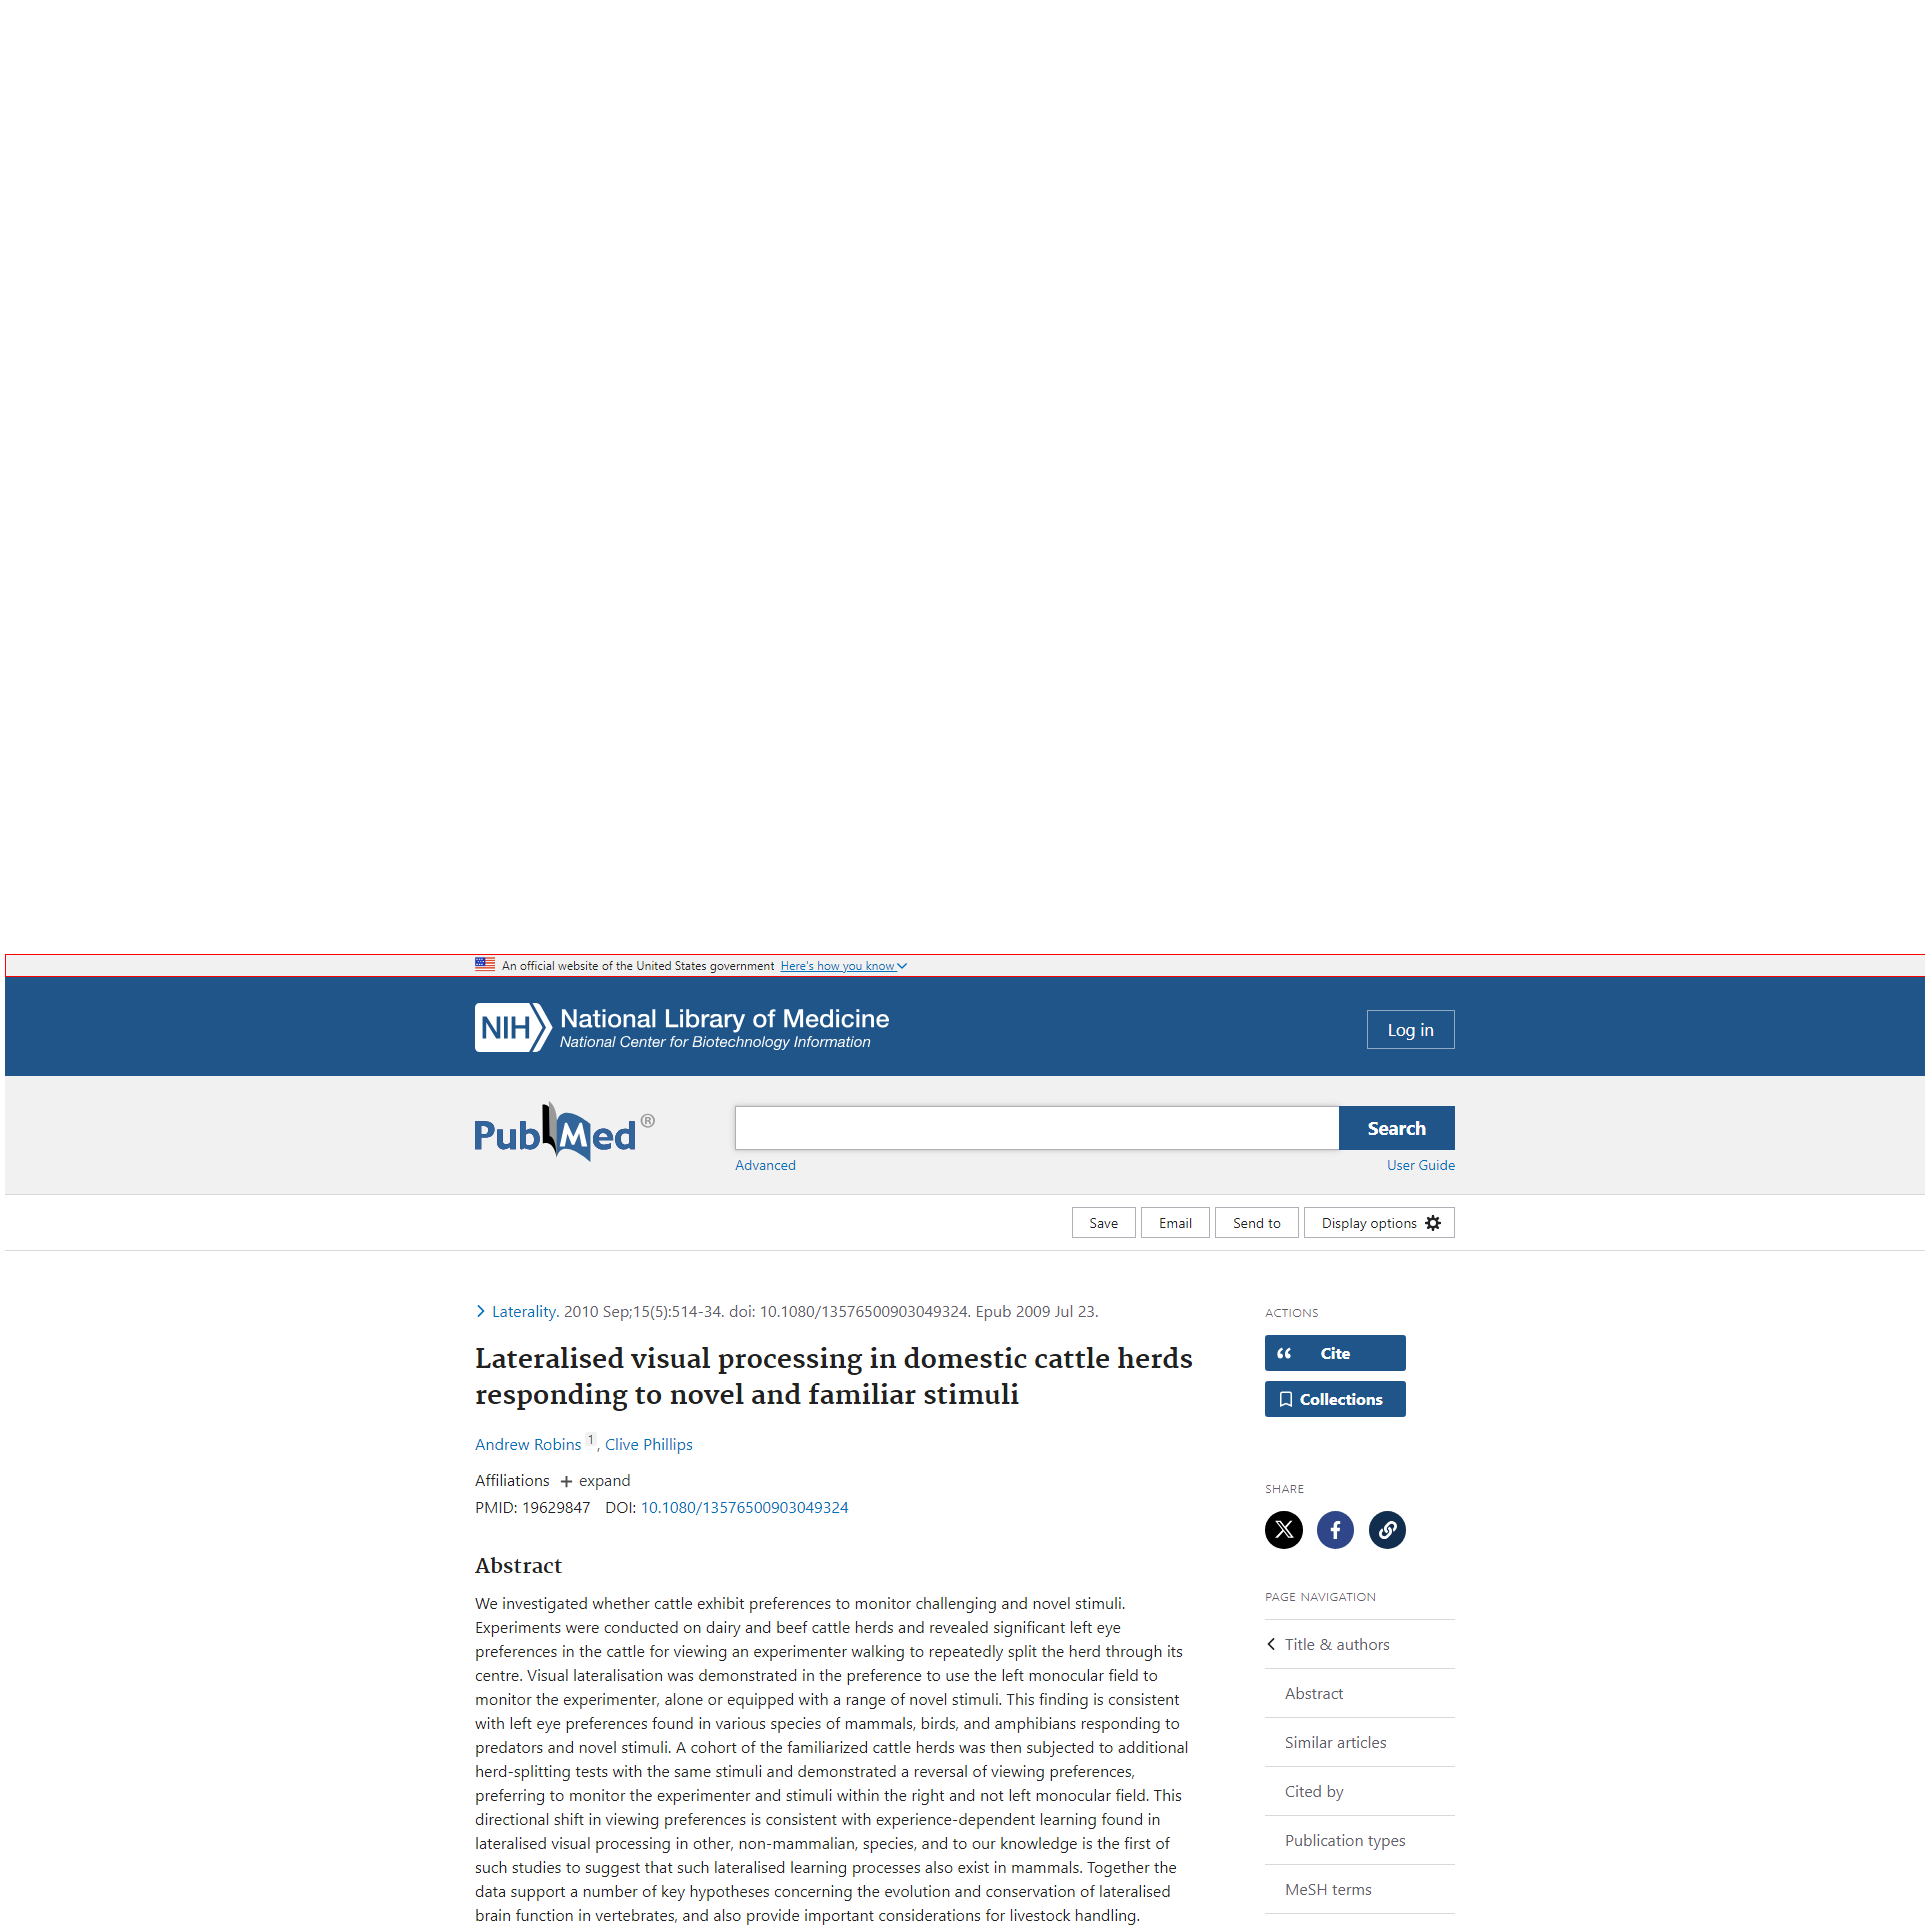 An official website of the United States government Here's how you know
NIH National Library of Medicine
National Center for Biotechnology Information
Log in
PubMed®
Search
Advanced
User Guide
Save
Email
Send to
Display options
Laterality. 2010 Sep;15(5):514-34. doi: 10.1080/13576500903049324. Epub 2009 Jul 23.
Lateralised visual processing in domestic cattle herds
responding to novel and familiar stimuli
Andrew Robins 1, Clive Phillips
Affiliations + expand
PMID: 19629847 DOI: 10.1080/13576500903049324
Abstract
We investigated whether cattle exhibit preferences to monitor challenging and novel stimuli.
Experiments were conducted on dairy and beef cattle herds and revealed significant left eye
preferences in the cattle for viewing an experimenter walking to repeatedly split the herd through its
centre. Visual lateralisation was demonstrated in the preference to use the left monocular field to
monitor the experimenter, alone or equipped with a range of novel stimuli. This finding is consistent
with left eye preferences found in various species of mammals, birds, and amphibians responding to
predators and novel stimuli. A cohort of the familiarized cattle herds was then subjected to additional
herd-splitting tests with the same stimuli and demonstrated a reversal of viewing preferences,
preferring to monitor the experimenter and stimuli within the right and not left monocular field. This
directional shift in viewing preferences is consistent with experience-dependent learning found in
lateralised visual processing in other, non-mammalian, species, and to our knowledge is the first of
such studies to suggest that such lateralised learning processes also exist in mammals. Together the
data support a number of key hypotheses concerning the evolution and conservation of lateralised
brain function in vertebrates, and also provide important considerations for livestock handling.
ACTIONS
Cite
Collections
SHARE
PAGE NAVIGATION
Title & authors
Abstract
Similar articles
Cited by
Publication types
MeSH terms